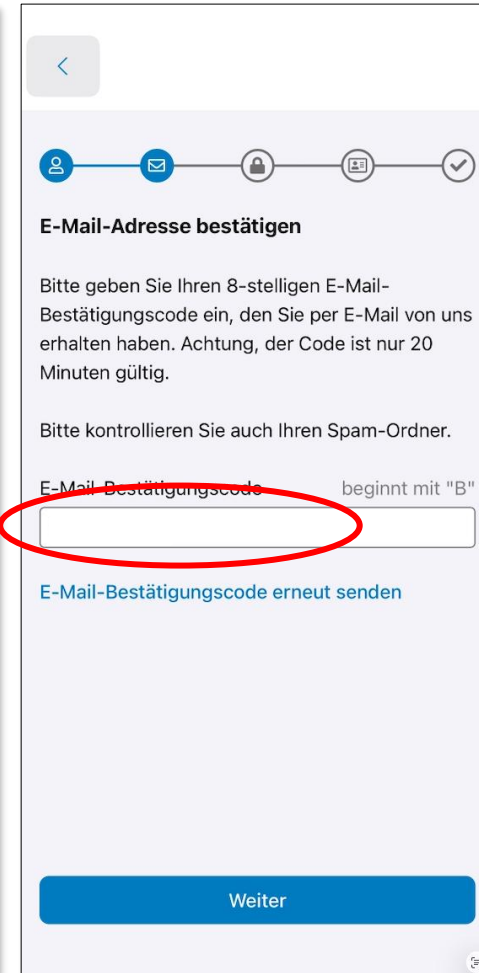 E-Mail-Adresse bestätigen
Bitte geben Sie Ihren 8-stelligen E-Mail-
Bestätigungscode ein, den Sie per E-Mail von uns
erhalten haben. Achtung, der Code ist nur 20
Minuten gültig.
Bitte kontrollieren Sie auch Ihren Spam-Ordner.
E-Mail-Bestätigungscode beginnt mit "B"
E-Mail-Bestätigungscode erneut senden
Weiter